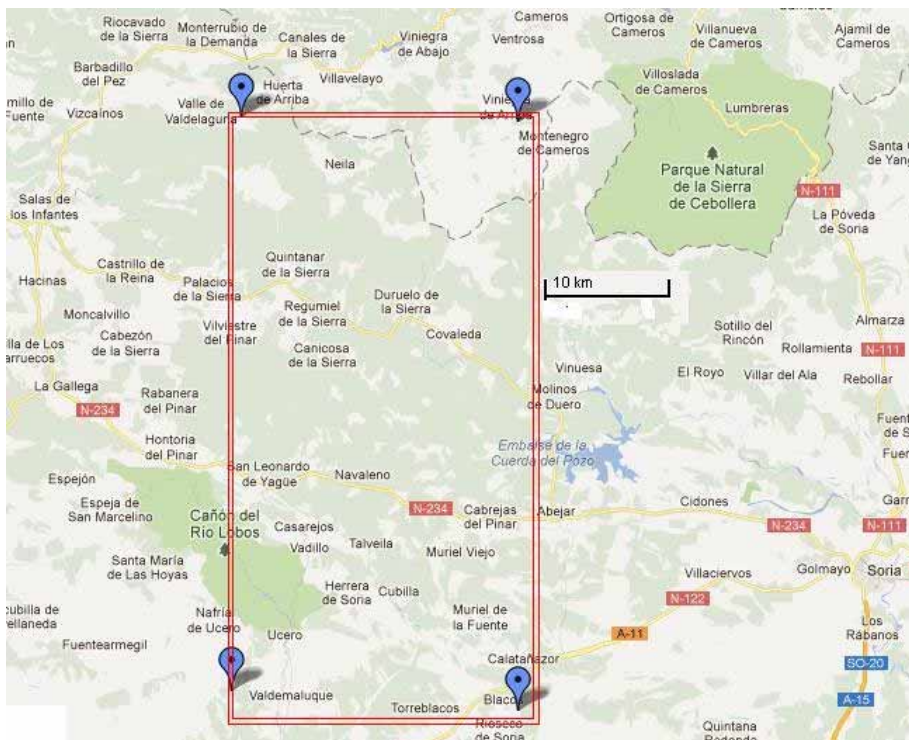 Cameros
Riocavado
de la Sierra
Monterrubio de
la Demanda
Canales de
la Sierra
Viniegra
de Abajo
Cameros
Ventrosa
Ortigosa de
Cameros
Villanueva
de Cameros
Ajamil de
Cameros
Barbadillo
del Pez
Villavelayo
Huerta
de Arriba
Villoslada
de Cameros
Valle de
Valdelaguna
Vizcaínos
Montenegro
de Cameros
Lumbreras
Neila
Parque Natural
de la Sierra
de Cebollera
N-111
Salas de
los Infantes
La Póveda
de Soria
Castrillo de
la Reina
Hacinas
Palacios
de la Sierra
Quintanar
de la Sierra
10 km
Moncalvillo
Regumiel
de la Sierra
Duruelo de
la Sierra
Cabezón
de la Sierra
Vilviestre
del Pinar
Canicosa
de la Sierra
Covaleda
Sotillo del
Rincón
Almarza
Rollamienta
N-111
La Gallega
Rabanera
del Pinar
Vinuesa
El Royo
Villar del Ala
Rebollar
Molinos
de Duero
N-234
Hontoria
del Pinar
Embalse de la
Cuerda del Pozo
Espejón
San Leonardo
de Yagüe
Navaleno
Espeja de
San Marcelino
N-234
Cabrejas
del Pinar
Abejar
Cidones
N-234
N-111
Cañón del
Río Lobos
Casarejos
Vadillo
Talveila
Muriel Viejo
Santa María
de Las Hoyas
Villaciervos
Golmayo
Soria
Herrera
de Soria
Cubilla
N-122
Nafría
de Ucero
Muriel de
la Fuente
Los
Rábanos
Fuentearmegil
Ucero
A-11
Calatañazor
SO-20
Valdemaluque
Blacos
A-15
Torreblacos
Rioseco
de Soria
Quintana
Redonda